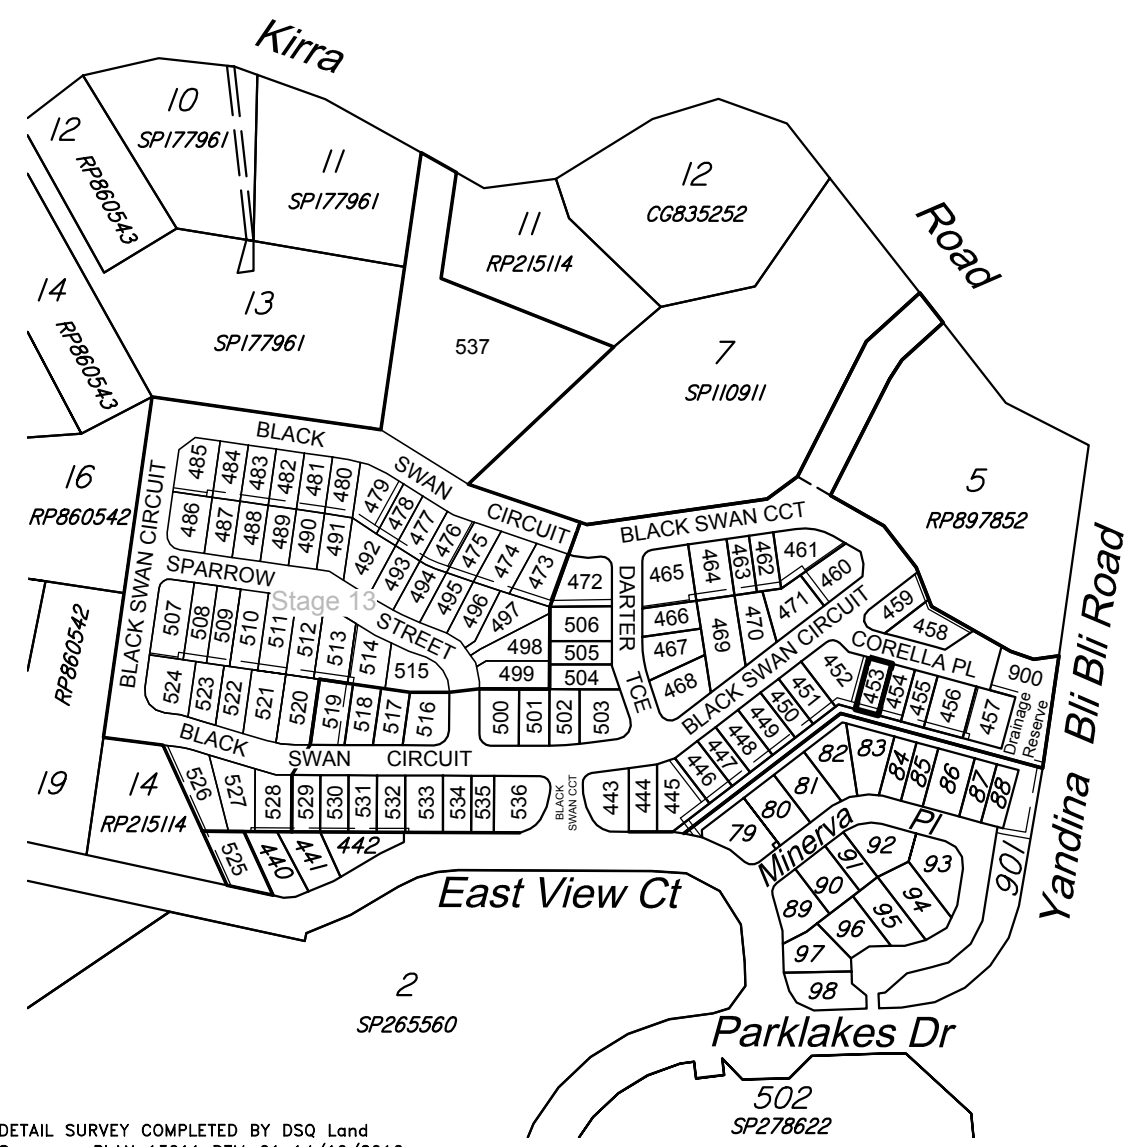 Kirra
Road
10
SP177961
12
RP860543
11
SP177961
12
CG835252
11
RP215114
14
RP860543
13
SP177961
537
7
SP110911
5
RP897852
16
RP860542
RP860542
19
14
RP215114
BLACK SWAN CIRCUIT
BLACK SWAN CIRCUIT
485 484 483 482 481 480 479 478 477 476 475 474 473
486 487 488 489 490 491 492 493 494 495 496 497
498
499
SPARROW STREET
Stage 13
507 508 509 510 511 512 513 514 515
524 523 522 521 520 519 518 517 516
BLACK SWAN CIRCUIT
526 527 528 529 530 531 532 533 534 535 536
525 440 441 442
500 501 502 503
472
506
505
504
DARTER TCE
BLACK SWAN CCT
465 464 463 462 461 460
466
467
468
469 470 471
BLACK SWAN CIRCUIT
459
458
CORELLA PL
900
Drainage
Reserve
452 453 454 455 456 457
451 450 449 448 447 446
BLACK
SWAN CCT
443 444 445
79 80 81 82 83 84 85 86 87 88
Minerva Pl
89 90 91 92 93
94 95 96
97
98
901
Yandina Bli Bli Road
East View Ct
2
SP265560
Parklakes Dr
502
SP278622
DETAIL SURVEY COMPLETED BY DSQ Land